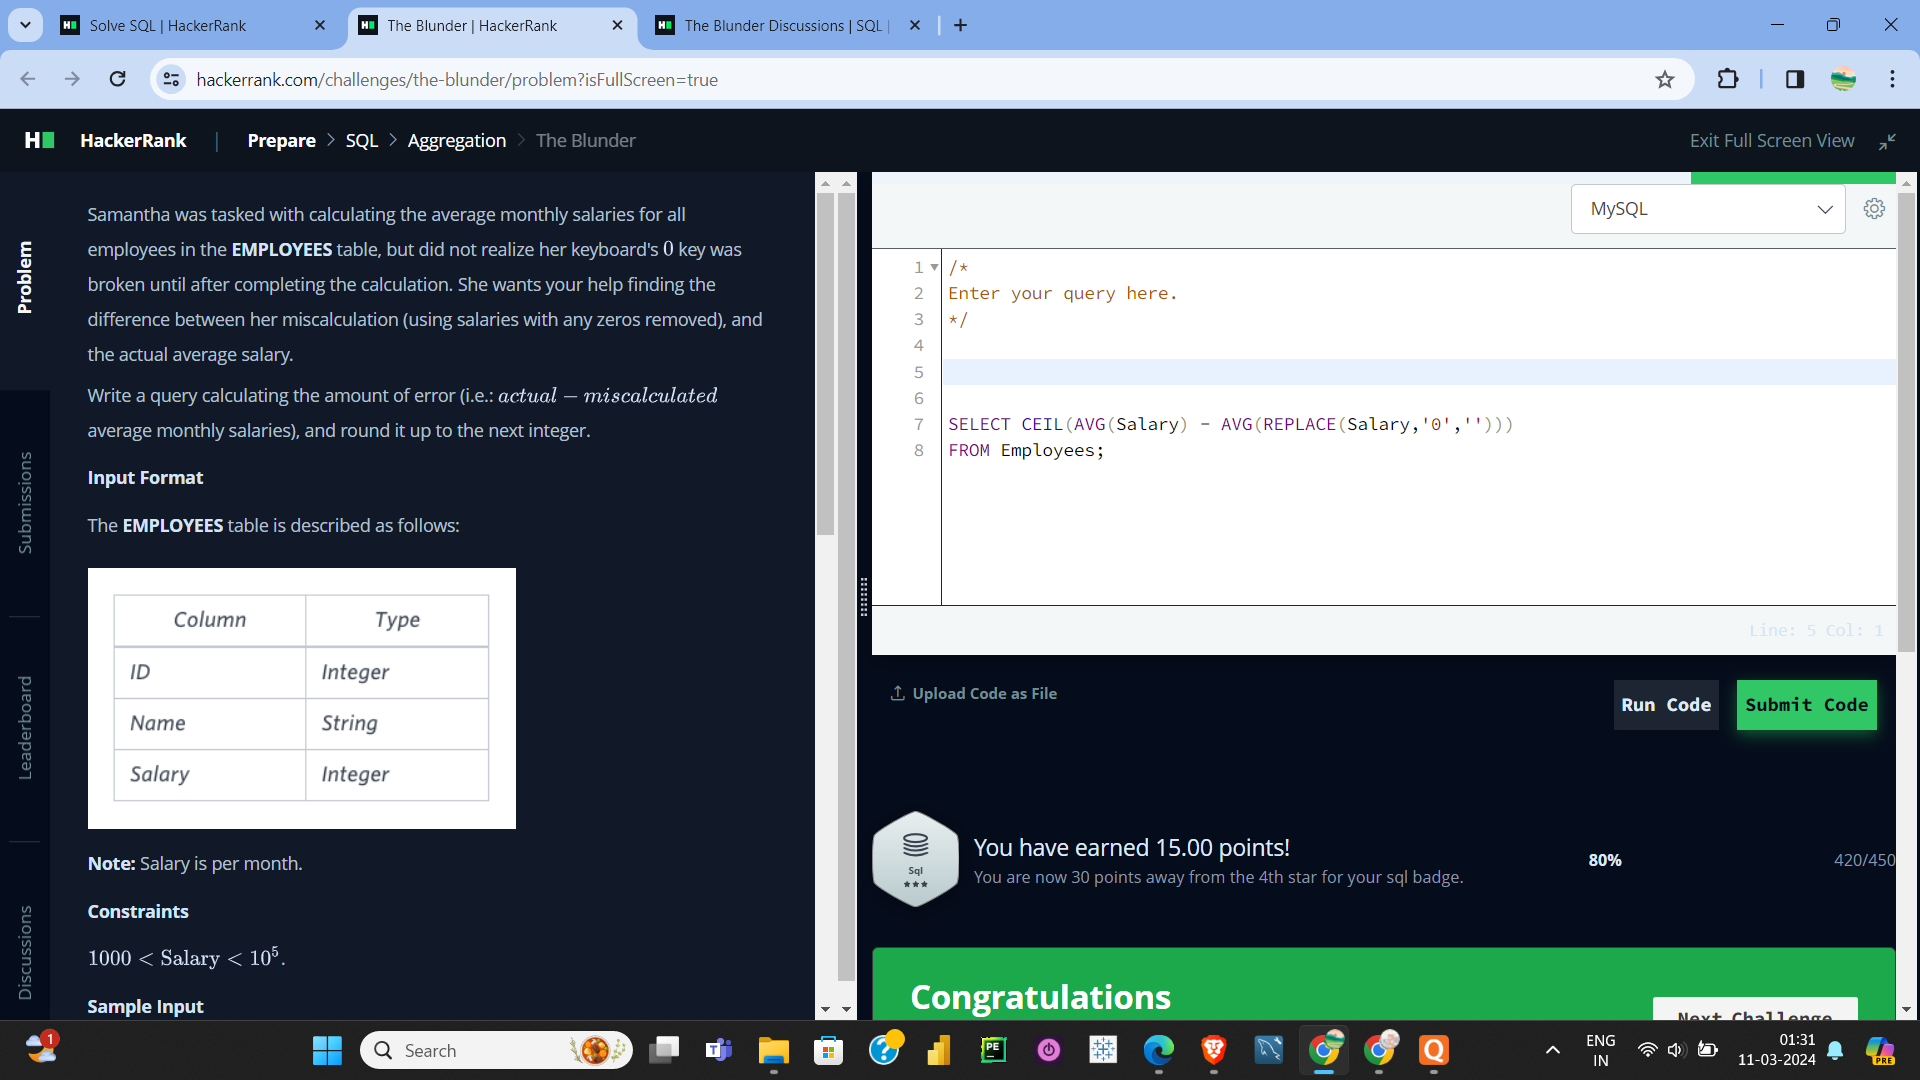 Solve SQL | HackerRank
The Blunder | HackerRank
The Blunder Discussions | SQL |
hackerrank.com/challenges/the-blunder/problem?isFullScreen=true
HackerRank | Prepare > SQL > Aggregation > The Blunder
Exit Full Screen View
Problem
Submissions
Leaderboard
Discussions
Samantha was tasked with calculating the average monthly salaries for all
employees in the EMPLOYEES table, but did not realize her keyboard's 0 key was
broken until after completing the calculation. She wants your help finding the
difference between her miscalculation (using salaries with any zeros removed), and
the actual average salary.
Write a query calculating the amount of error (i.e.: actual − miscalculated
average monthly salaries), and round it up to the next integer.
Input Format
The EMPLOYEES table is described as follows:
Column Type
ID Integer
Name String
Salary Integer
Note: Salary is per month.
Constraints
1000 < Salary < 10⁵.
Sample Input
MySQL
1 /*
2 Enter your query here.
3 */
4
5
6
7 SELECT CEIL(AVG(Salary) - AVG(REPLACE(Salary,'0','')))
8 FROM Employees;
Line: 5 Col: 1
Upload Code as File
Run Code
Submit Code
Sql
You have earned 15.00 points!
You are now 30 points away from the 4th star for your sql badge.
80%
420/450
Congratulations
Next Challenge
1
Search
PE
ENG
IN
01:31
11-03-2024
PRE